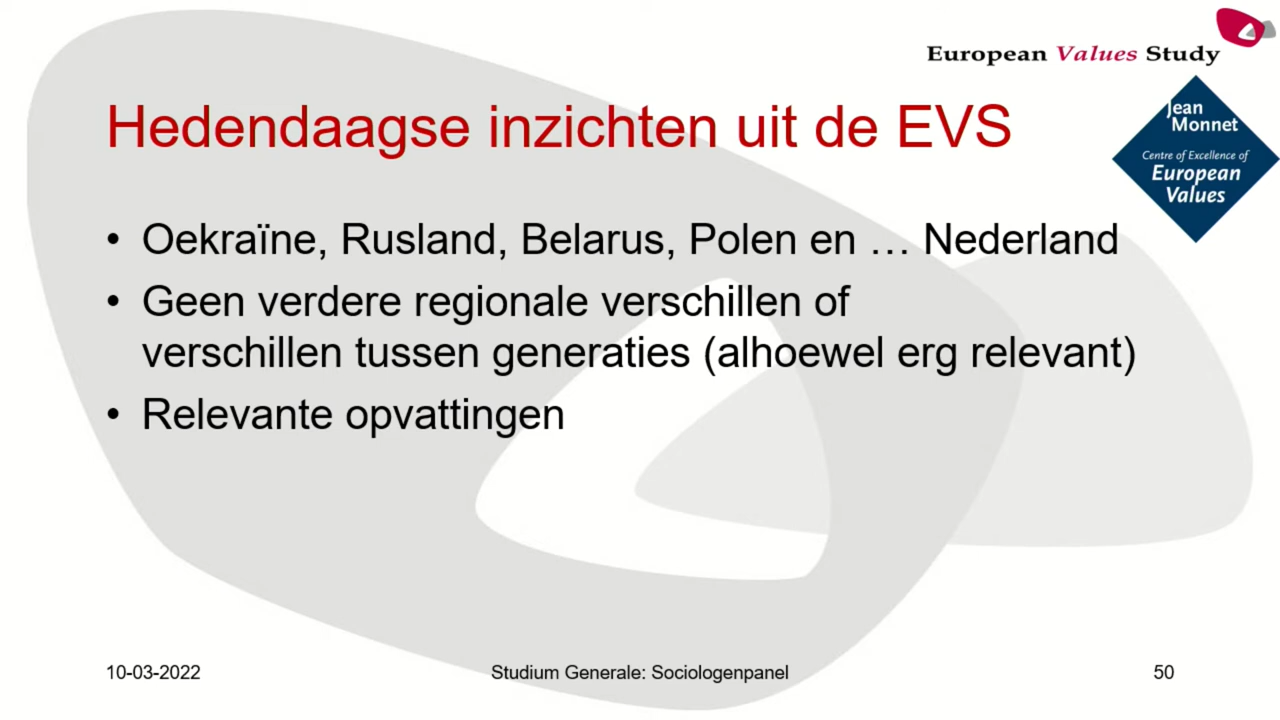 European Values Study
Hedendaagse inzichten uit de EVS
Jean
Monnet
Centre of Excellence of
European
Values
• Oekraïne, Rusland, Belarus, Polen en … Nederland
• Geen verdere regionale verschillen of
verschillen tussen generaties (alhoewel erg relevant)
• Relevante opvattingen
10-03-2022
Studium Generale: Sociologenpanel
50